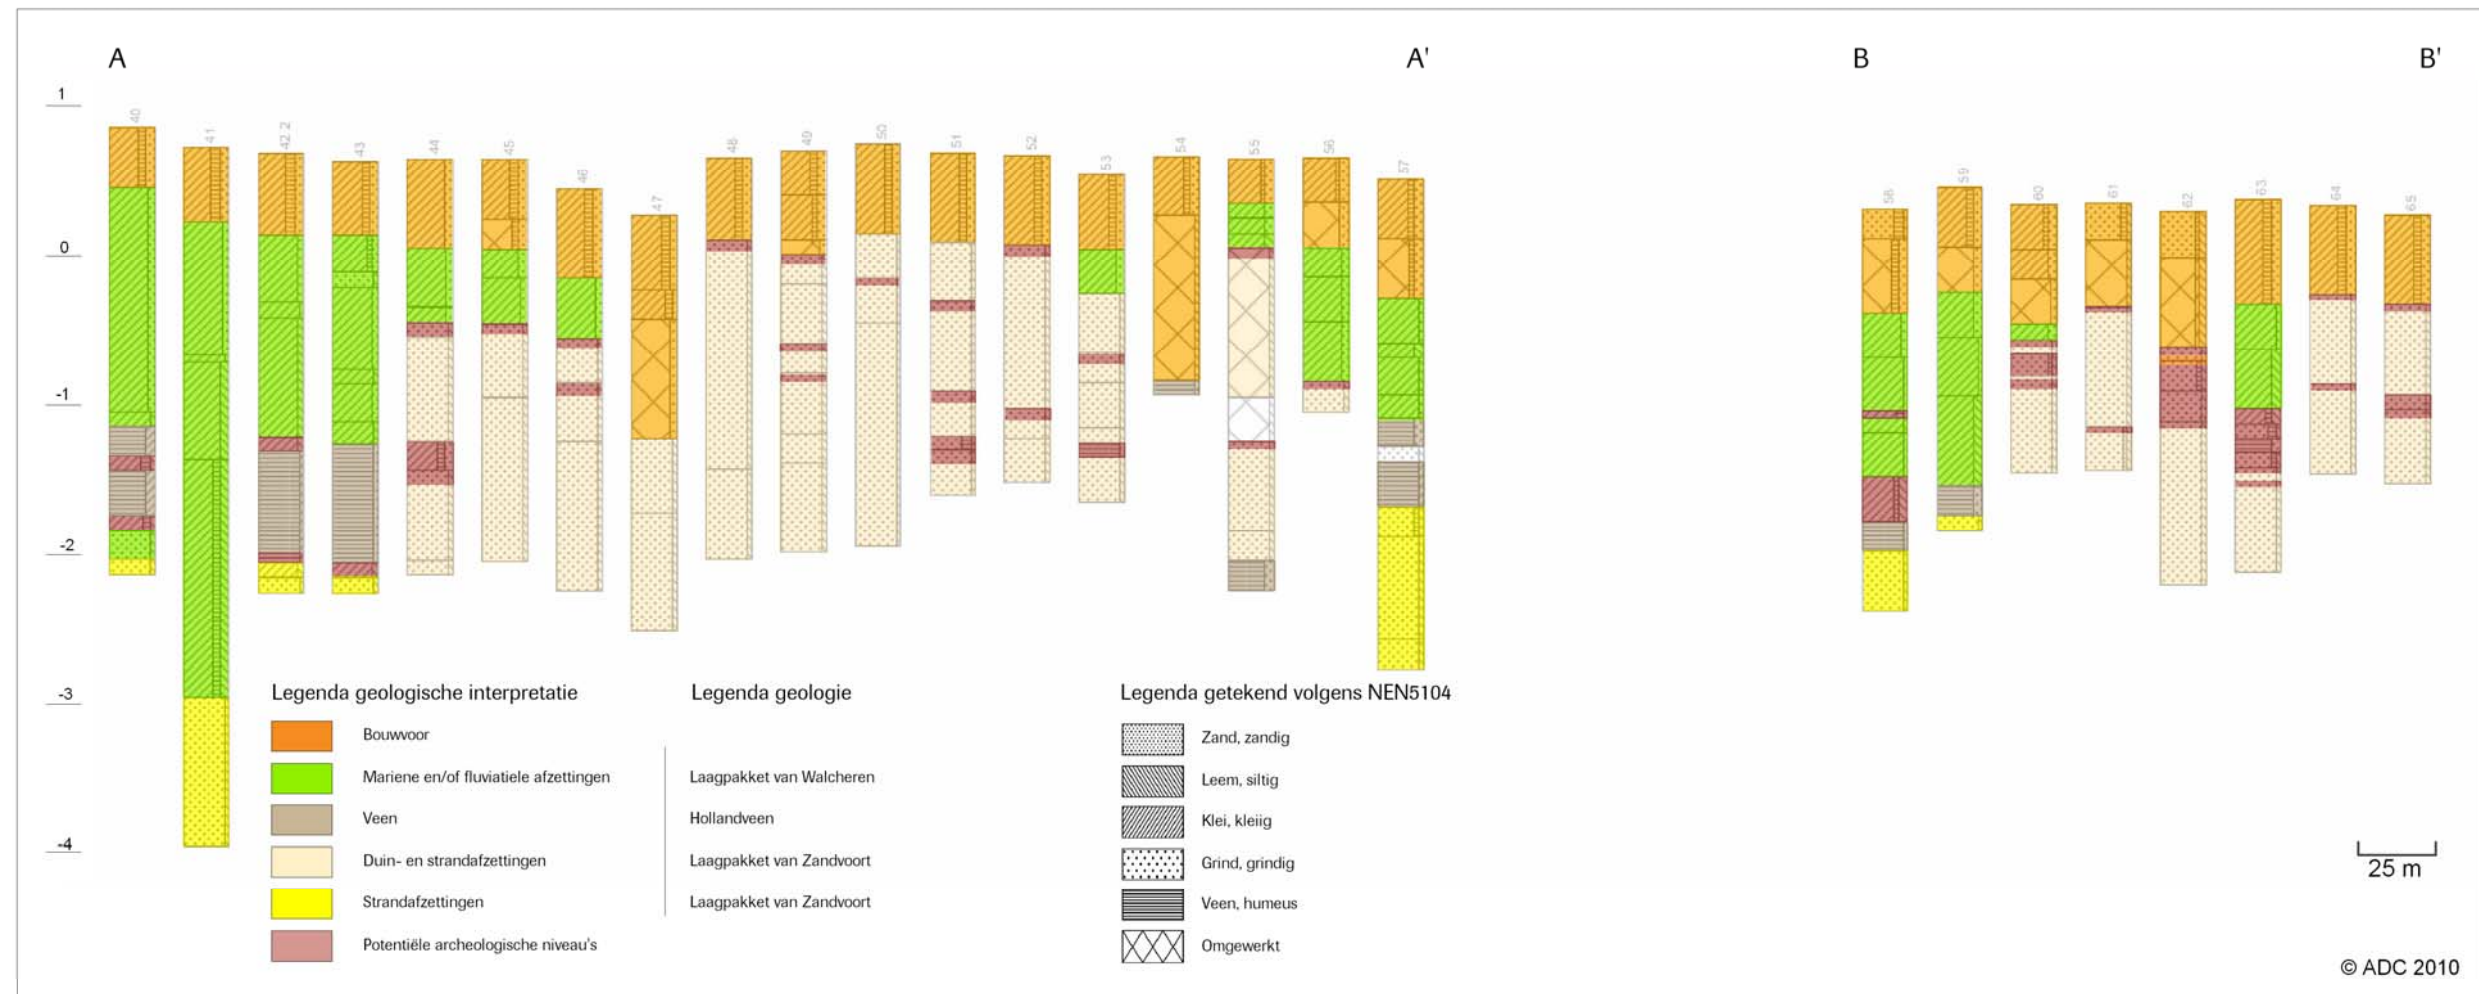 A A' B B'
1
0
-1
-2
-3
-4
40 41 42.2 43 44 45 46 47 48 49 50 51 52 53 54 55 56 57 58 59 60 61 62 63 64 65
Legenda geologische interpretatie
Bouwvoor
Mariene en/of fluviatiele afzettingen
Veen
Duin- en strandafzettingen
Strandafzettingen
Potentiële archeologische niveau's
Legenda geologie
Laagpakket van Walcheren
Hollandveen
Laagpakket van Zandvoort
Laagpakket van Zandvoort
Legenda getekend volgens NEN5104
Zand, zandig
Leem, siltig
Klei, kleiig
Grind, grindig
Veen, humeus
Omgewerkt
25 m
© ADC 2010